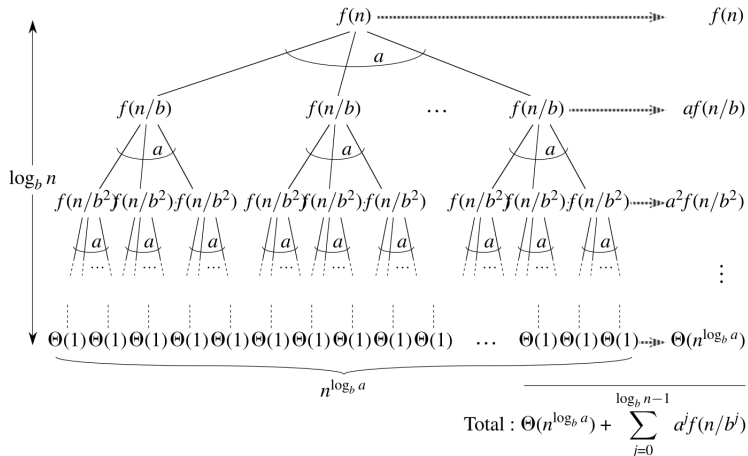 f(n) f(n)
a
f(n/b) f(n/b) ... f(n/b) af(n/b)
a a a
log_b n
f(n/b²) f(n/b²) f(n/b²) f(n/b²) f(n/b²) f(n/b²) f(n/b²) f(n/b²) f(n/b²) a²f(n/b²)
a a a a a a a a a
... ... ... ... ... ... ... ... ... ⋮
Θ(1) Θ(1) Θ(1) Θ(1) Θ(1) Θ(1) Θ(1) Θ(1) Θ(1) Θ(1) ... Θ(1) Θ(1) Θ(1) Θ(n^{log_b a})
n^{log_b a}
Total : Θ(n^{log_b a}) + ∑_{j=0}^{log_b n−1} a^j f(n/b^j)